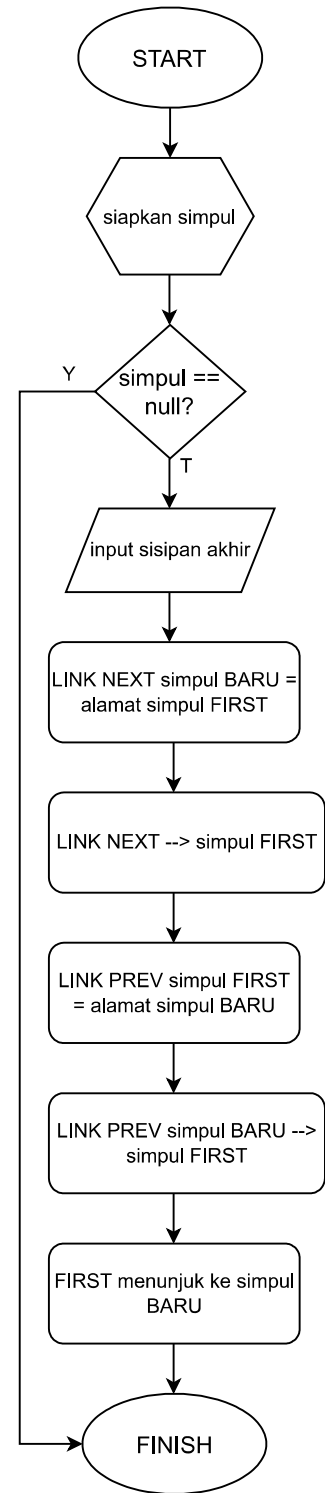 START
siapkan simpul
simpul ==
null?
Y
T
input sisipan akhir
LINK NEXT simpul BARU =
alamat simpul FIRST
LINK NEXT --> simpul FIRST
LINK PREV simpul FIRST
= alamat simpul BARU
LINK PREV simpul BARU -->
simpul FIRST
FIRST menunjuk ke simpul
BARU
FINISH